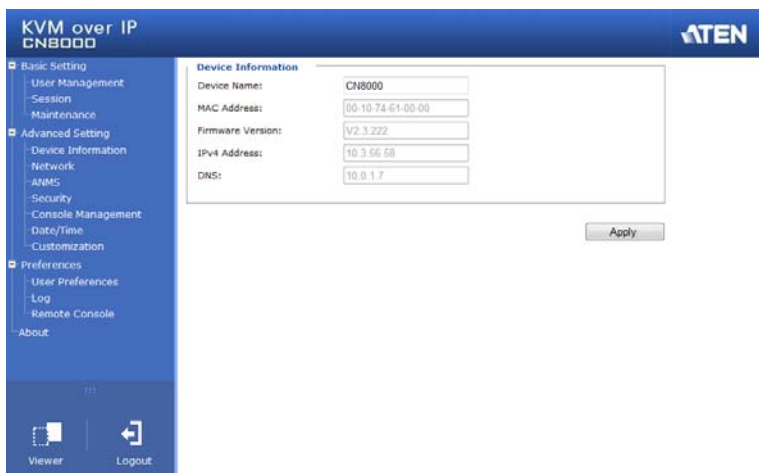 KVM over IP
CN8000
ATEN
Basic Setting
User Management
Session
Maintenance
Advanced Setting
Device Information
Network
ANMS
Security
Console Management
Date/Time
Customization
Preferences
User Preferences
Log
Remote Console
About
Viewer
Logout
Device Information
Device Name: CN8000
MAC Address: 00-10-74-61-00-00
Firmware Version: V2.3.222
IPv4 Address: 10.3.56.58
DNS: 10.0.1.7
Apply